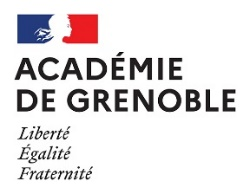 ACADÉMIE
DE GRENOBLE
Liberté
Égalité
Fraternité